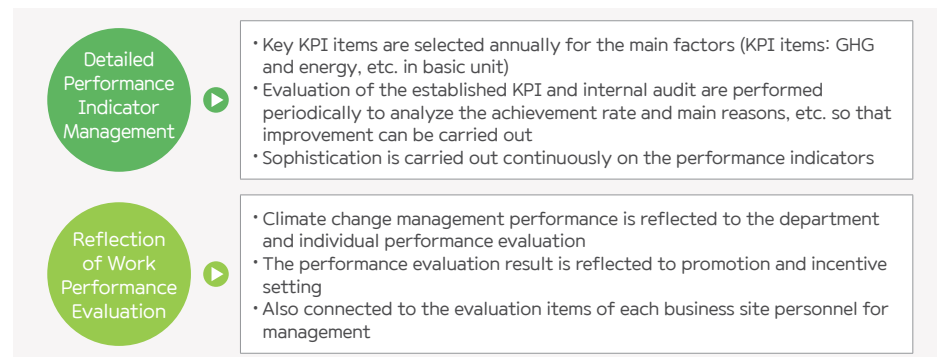 Detailed
Performance
Indicator
Management
• Key KPI items are selected annually for the main factors (KPI items: GHG
and energy, etc. in basic unit)
• Evaluation of the established KPI and internal audit are performed
periodically to analyze the achievement rate and main reasons, etc. so that
improvement can be carried out
• Sophistication is carried out continuously on the performance indicators
Reflection
of Work
Performance
Evaluation
• Climate change management performance is reflected to the department
and individual performance evaluation
• The performance evaluation result is reflected to promotion and incentive
setting
• Also connected to the evaluation items of each business site personnel for
management